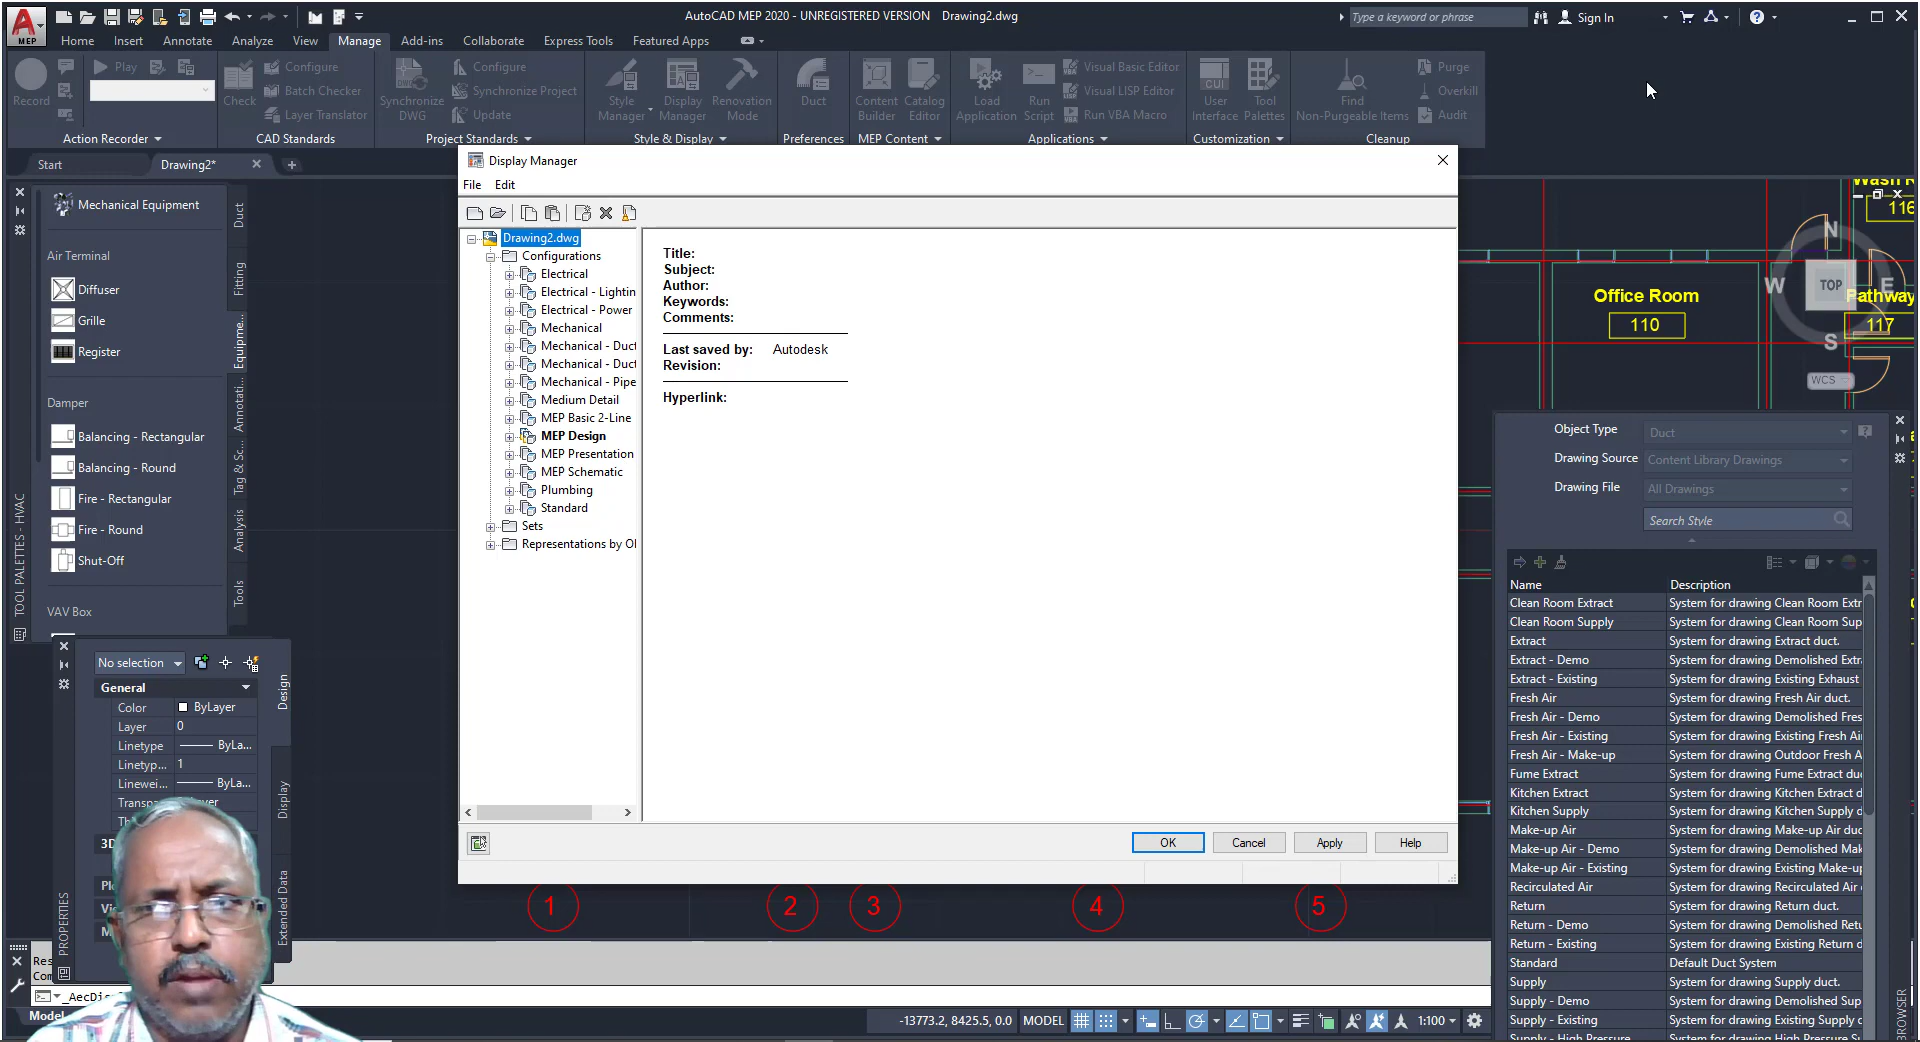 AutoCAD MEP 2020 - UNREGISTERED VERSION Drawing2.dwg
Type a keyword or phrase
Sign In
MEP
Home Insert Annotate Analyze View Manage Add-ins Collaborate Express Tools Featured Apps
Record
Play
Check
Configure
Batch Checker
Layer Translator
Synchronize DWG
Configure
Synchronize Project
Update
Style Manager
Display Manager
Renovation Mode
Duct
Content Builder
Catalog Editor
Load Application
Run Script
Visual Basic Editor
Visual LISP Editor
Run VBA Macro
CUI
User Interface
Tool Palettes
Find Non-Purgeable Items
Purge
Overkill
Audit
Action Recorder CAD Standards Project Standards Style & Display Preferences MEP Content Applications Customization Cleanup
Start Drawing2*
Mechanical Equipment
Air Terminal
Diffuser
Grille
Register
Damper
Balancing - Rectangular
Balancing - Round
Fire - Rectangular
Fire - Round
Shut-Off
VAV Box
TOOL PALETTES - HVAC
Duct
Fitting
Equipme...
Annotati...
Tag & Sc...
Analysis
Tools
Display Manager
File Edit
Drawing2.dwg
Configurations
Electrical
Electrical - Lightin
Electrical - Power
Mechanical
Mechanical - Duct
Mechanical - Duct
Mechanical - Pipe
Medium Detail
MEP Basic 2-Line
MEP Design
MEP Presentation
MEP Schematic
Plumbing
Standard
Sets
Representations by Ol
Title:
Subject:
Author:
Keywords:
Comments:
Last saved by: Autodesk
Revision:
Hyperlink:
OK Cancel Apply Help
116
Office Room
110
Pathway
117
N
W TOP E
S
WCS
Object Type Duct
Drawing Source Content Library Drawings
Drawing File All Drawings
Search Style
Name Description
Clean Room Extract System for drawing Clean Room Extr
Clean Room Supply System for drawing Clean Room Sup
Extract System for drawing Extract duct.
Extract - Demo System for drawing Demolished Extr
Extract - Existing System for drawing Existing Exhaust
Fresh Air System for drawing Fresh Air duct.
Fresh Air - Demo System for drawing Demolished Fres
Fresh Air - Existing System for drawing Existing Fresh Ai
Fresh Air - Make-up System for drawing Outdoor Fresh A
Fume Extract System for drawing Fume Extract duc
Kitchen Extract System for drawing Kitchen Extract d
Kitchen Supply System for drawing Kitchen Supply d
Make-up Air System for drawing Make-up Air duc
Make-up Air - Demo System for drawing Demolished Mak
Make-up Air - Existing System for drawing Existing Make-up
Recirculated Air System for drawing Recirculated Air
Return System for drawing Return duct.
Return - Demo System for drawing Demolished Retu
Return - Existing System for drawing Existing Return d
Standard Default Duct System
Supply System for drawing Supply duct.
Supply - Demo System for drawing Demolished Sup
Supply - Existing System for drawing Existing Supply d
No selection
General
Color ByLayer
Layer 0
Linetype ByLa...
Linetyp... 1
Linewei... ByLa...
3D
PROPERTIES
Design
Display
Extended Data
1 2 3 4 5
Res
Com
_AecDis
Model
-13773.2, 8425.5, 0.0 MODEL 1:100